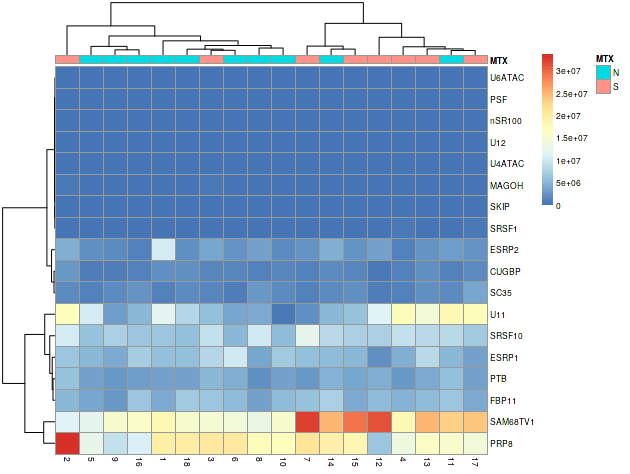 MTX
U6ATAC
PSF
nSR100
U12
U4ATAC
MAGOH
SKIP
SRSF1
ESRP2
CUGBP
SC35
U11
SRSF10
ESRP1
PTB
FBP11
SAM68TV1
PRP8
2 5 9 16 1 18 3 6 8 10 7 14 15 12 4 13 11 17
3e+07
2.5e+07
2e+07
1.5e+07
1e+07
5e+06
0
MTX
N
S